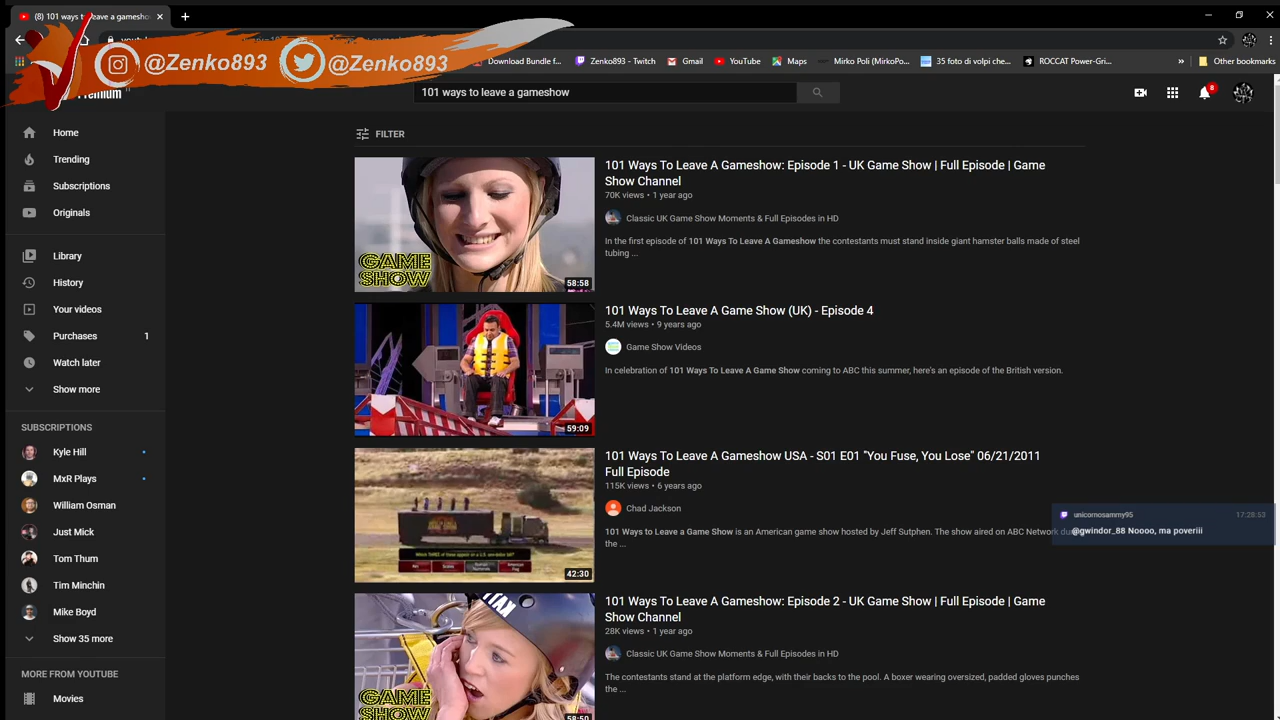 (8) 101 ways to leave a gamesho
@Zenko893
@Zenko893
Download Bundle f...
Zenko893 - Twitch
Gmail
YouTube
Maps
Mirko Poli (MirkoPo...
35 foto di volpi che...
ROCCAT Power-Gri...
»
Other bookmarks
Premium
101 ways to leave a gameshow
8
Home
Trending
Subscriptions
Originals
Library
History
Your videos
Purchases 1
Watch later
Show more
SUBSCRIPTIONS
Kyle Hill
MxR Plays
William Osman
Just Mick
Tom Thum
Tim Minchin
Mike Boyd
Show 35 more
MORE FROM YOUTUBE
Movies
FILTER
GAME
SHOW
58:58
101 Ways To Leave A Gameshow: Episode 1 - UK Game Show | Full Episode | Game
Show Channel
70K views • 1 year ago
Classic UK Game Show Moments & Full Episodes in HD
In the first episode of 101 Ways To Leave A Gameshow the contestants must stand inside giant hamster balls made of steel
tubing ...
59:09
101 Ways To Leave A Game Show (UK) - Episode 4
5.4M views • 9 years ago
Game Show Videos
In celebration of 101 Ways To Leave A Game Show coming to ABC this summer, here's an episode of the British version.
42:30
101 Ways To Leave A Gameshow USA - S01 E01 "You Fuse, You Lose" 06/21/2011
Full Episode
115K views • 6 years ago
Chad Jackson
101 Ways to Leave a Game Show is an American game show hosted by Jeff Sutphen. The show aired on ABC Network
the ...
unicornosammy95 17:28:53
@gwindor_88 Noooo, ma poveriii
GAME
SHOW
58:50
101 Ways To Leave A Gameshow: Episode 2 - UK Game Show | Full Episode | Game
Show Channel
28K views • 1 year ago
Classic UK Game Show Moments & Full Episodes in HD
The contestants stand at the platform edge, with their backs to the pool. A boxer wearing oversized, padded gloves punches
the ...